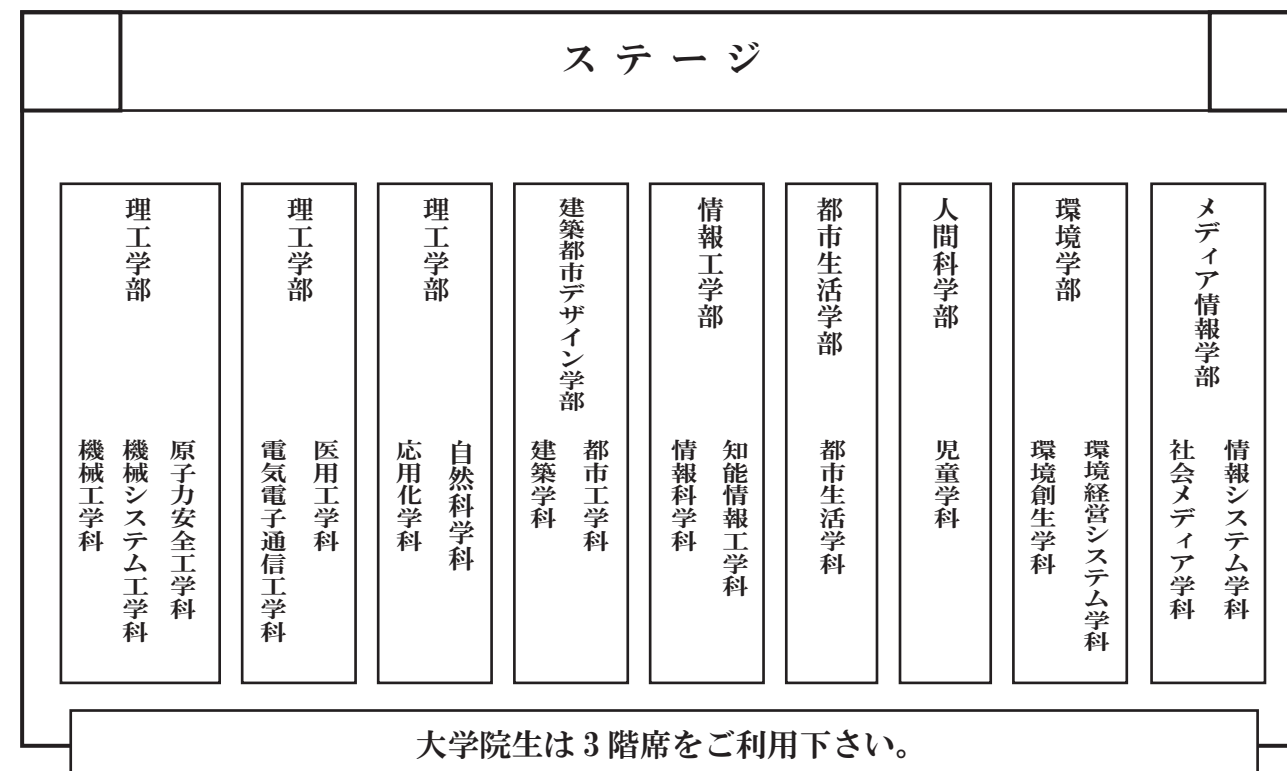 ステージ
理工学部
機械工学科
機械システム工学科
原子力安全工学科
理工学部
電気電子通信工学科
医用工学科
理工学部
応用化学科
自然科学科
建築都市デザイン学部
建築学科
都市工学科
情報工学部
情報科学科
知能情報工学科
都市生活学部
都市生活学科
人間科学部
児童学科
環境学部
環境創生学科
環境経営システム学科
メディア情報学部
社会メディア学科
情報システム学科
大学院生は3階席をご利用下さい。